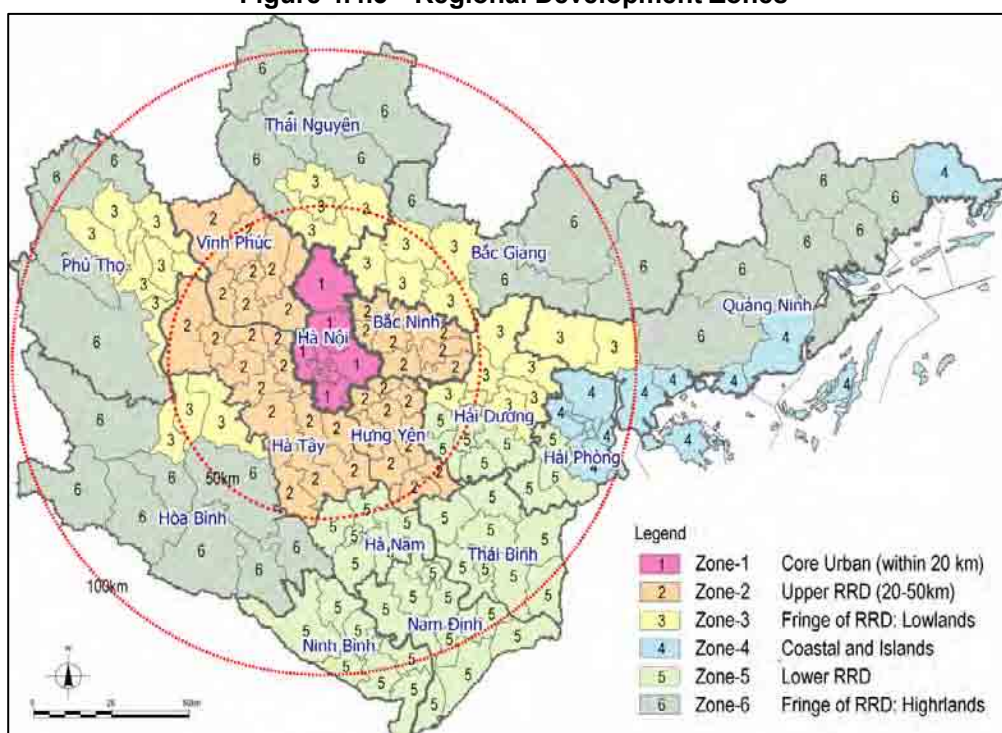 Regional Development Zones
Thái Nguyên
Vĩnh Phúc
Bắc Giang
Phú Thọ
Quảng Ninh
Hà Nội
Bắc Ninh
Hải Dương
Hà Tây
Hưng Yên
Hải Phòng
50km
Hòa Bình
Hà Nam
Thái Bình
100km
Nam Định
Ninh Bình
Legend
1 Zone-1 Core Urban (within 20 km)
2 Zone-2 Upper RRD (20-50km)
3 Zone-3 Fringe of RRD: Lowlands
4 Zone-4 Coastal and Islands
5 Zone-5 Lower RRD
6 Zone-6 Fringe of RRD: Highrlands